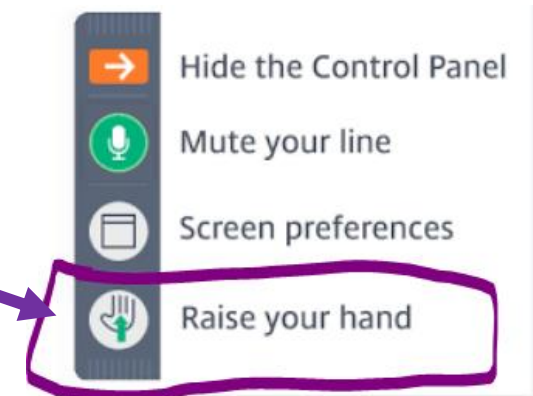 Hide the Control Panel
Mute your line
Screen preferences
Raise your hand